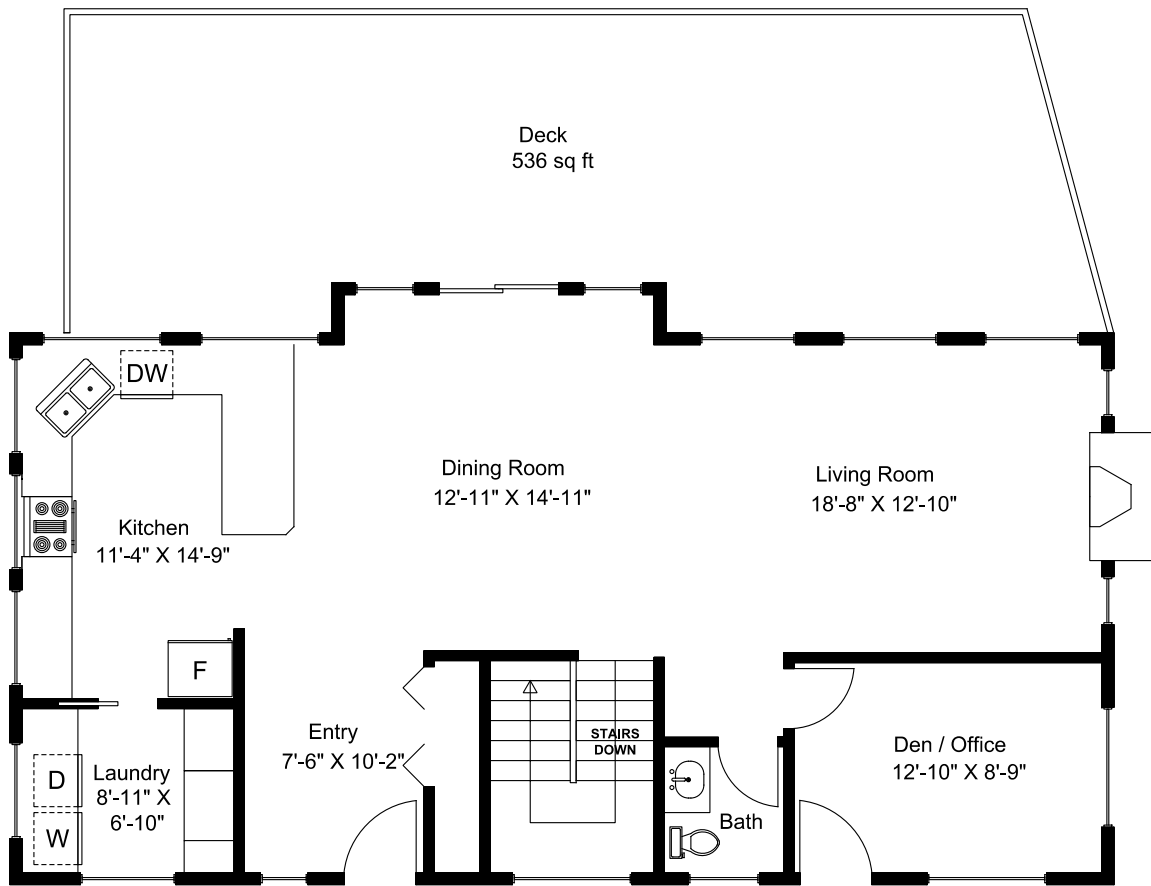 Deck
536 sq ft
DW
Dining Room
12'-11" X 14'-11"
Living Room
18'-8" X 12'-10"
Kitchen
11'-4" X 14'-9"
F
Entry
7'-6" X 10'-2"
STAIRS
DOWN
Den / Office
12'-10" X 8'-9"
D
Laundry
8'-11" X
6'-10"
W
Bath